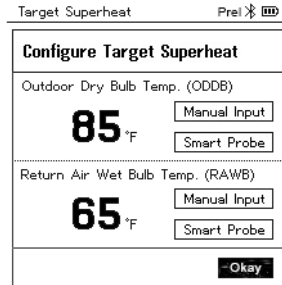 Target Superheat Prel
Configure Target Superheat
Outdoor Dry Bulb Temp. (ODDB)
85 °F
Manual Input
Smart Probe
Return Air Wet Bulb Temp. (RAWB)
65 °F
Manual Input
Smart Probe
Okay